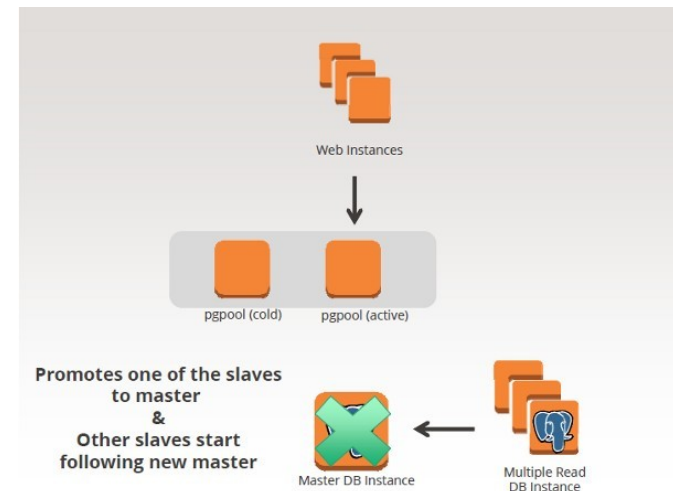 Web Instances
pgpool (cold)
pgpool (active)
Promotes one of the slaves
to master
&
Other slaves start
following new master
Master DB Instance
Multiple Read
DB Instance